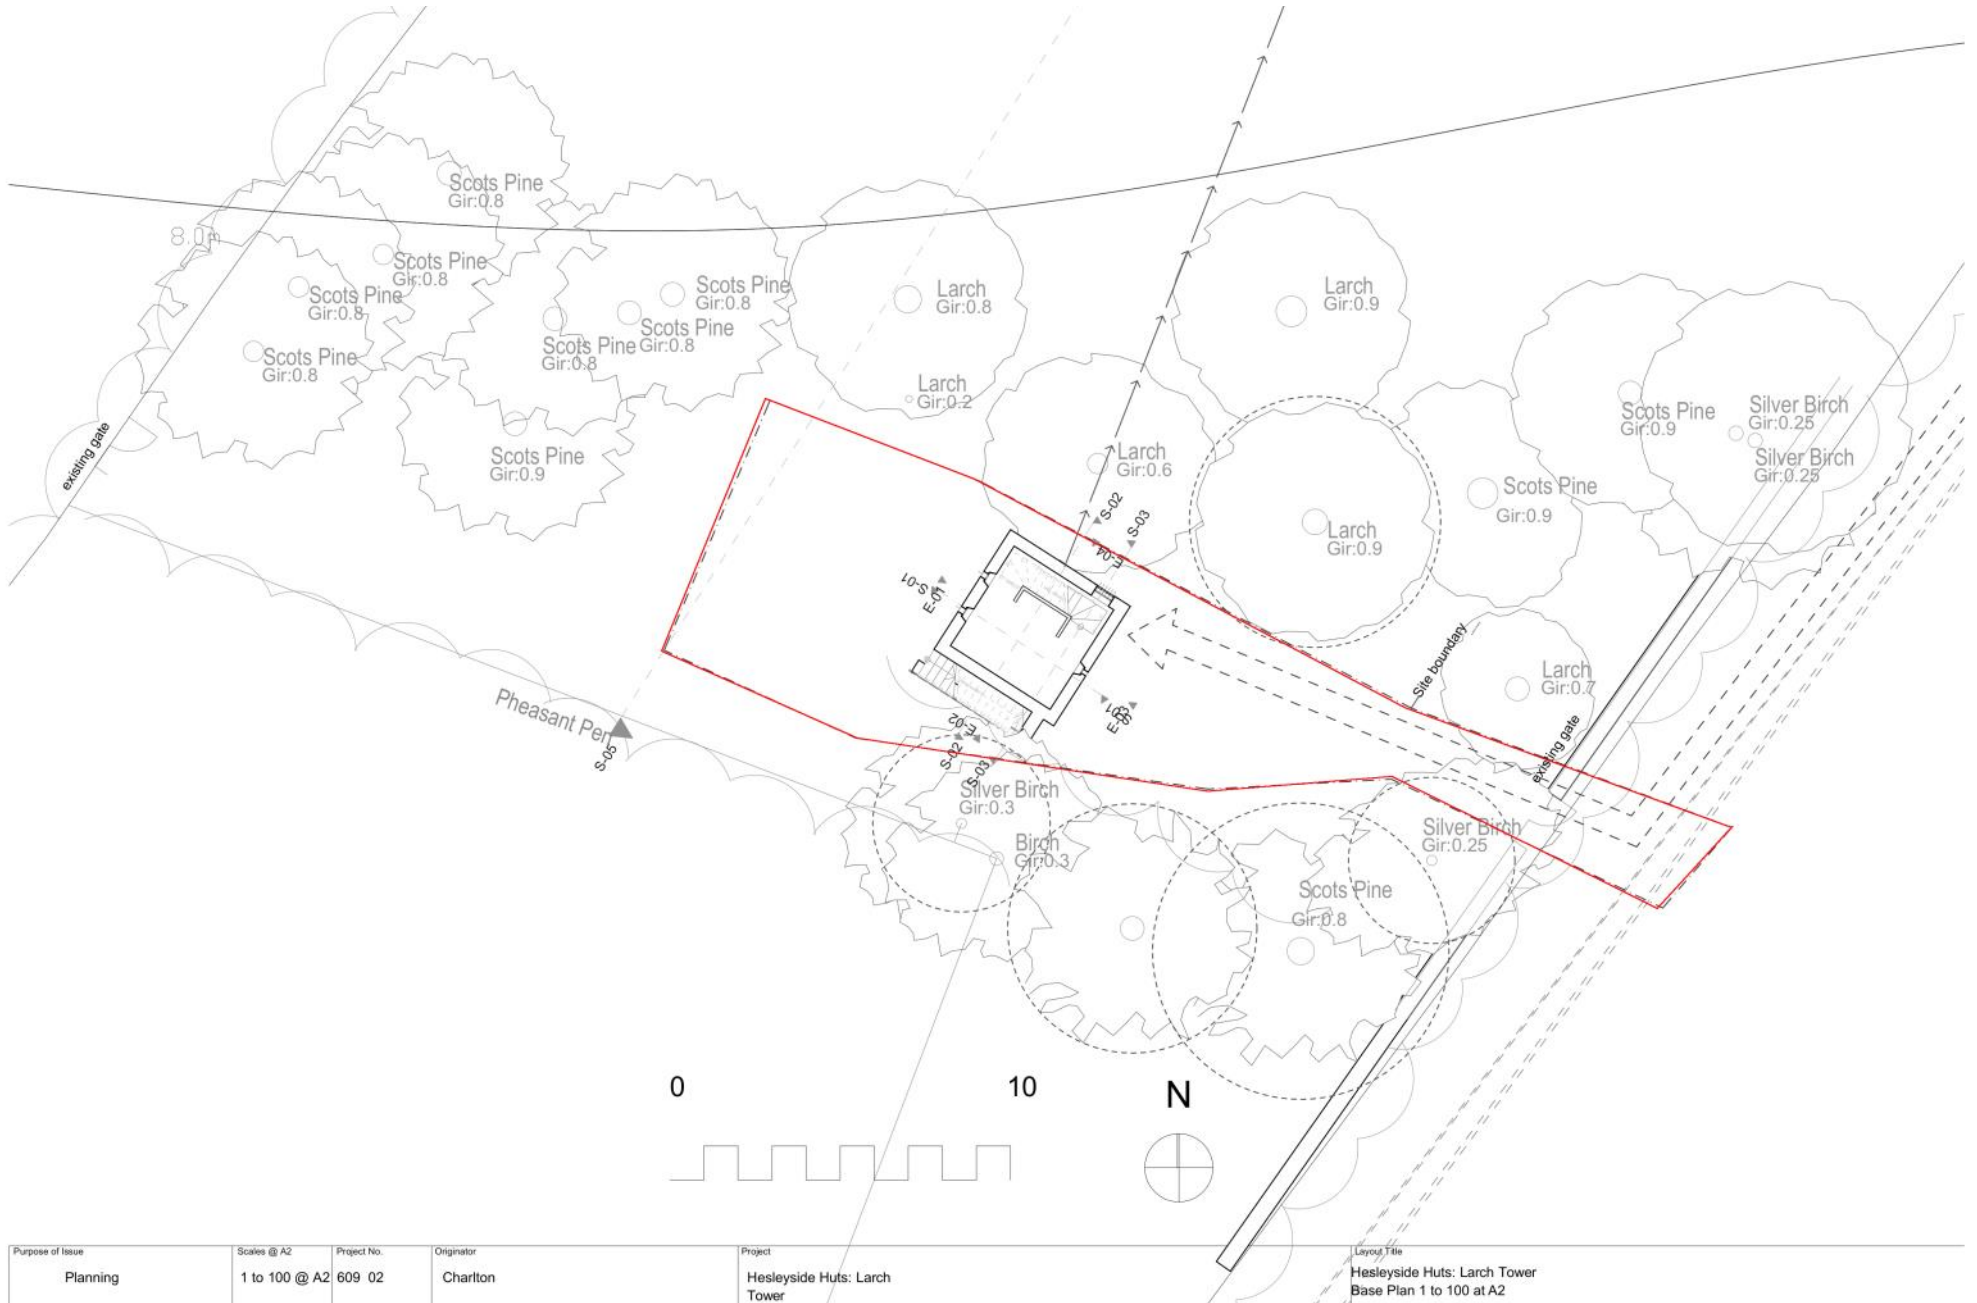 Scots Pine
Gir:0.8
8.0m
Scots Pine
Gir:0.8
Scots Pine
Gir:0.8
Scots Pine
Gir:0.8
Scots Pine
Gir:0.8
Scots Pine
Gir:0.8
Scots Pine
Gir:0.8
Scots Pine
Gir:0.9
existing gate
Larch
Gir:0.8
Larch
Gir:0.2
Larch
Gir:0.9
Larch
Gir:0.6
Larch
Gir:0.9
Scots Pine
Gir:0.9
Silver Birch
Gir:0.25
Silver Birch
Gir:0.25
Scots Pine
Gir:0.9
Larch
Gir:0.7
S-02
S-03
E-04
S-01
E-01
S-01
E-03
E-02
S-02
S-03
Site boundary
existing gate
Pheasant Pen
S-05
Silver Birch
Gir:0.3
Birch
Gir:0.3
Silver Birch
Gir:0.25
Scots Pine
Gir:0.8
0
10
N
Purpose of Issue
Planning
Scales @ A2
1 to 100 @ A2
Project No.
609 02
Originator
Charlton
Project
Hesleyside Huts: Larch
Tower
Layout Title
Hesleyside Huts: Larch Tower
Base Plan 1 to 100 at A2